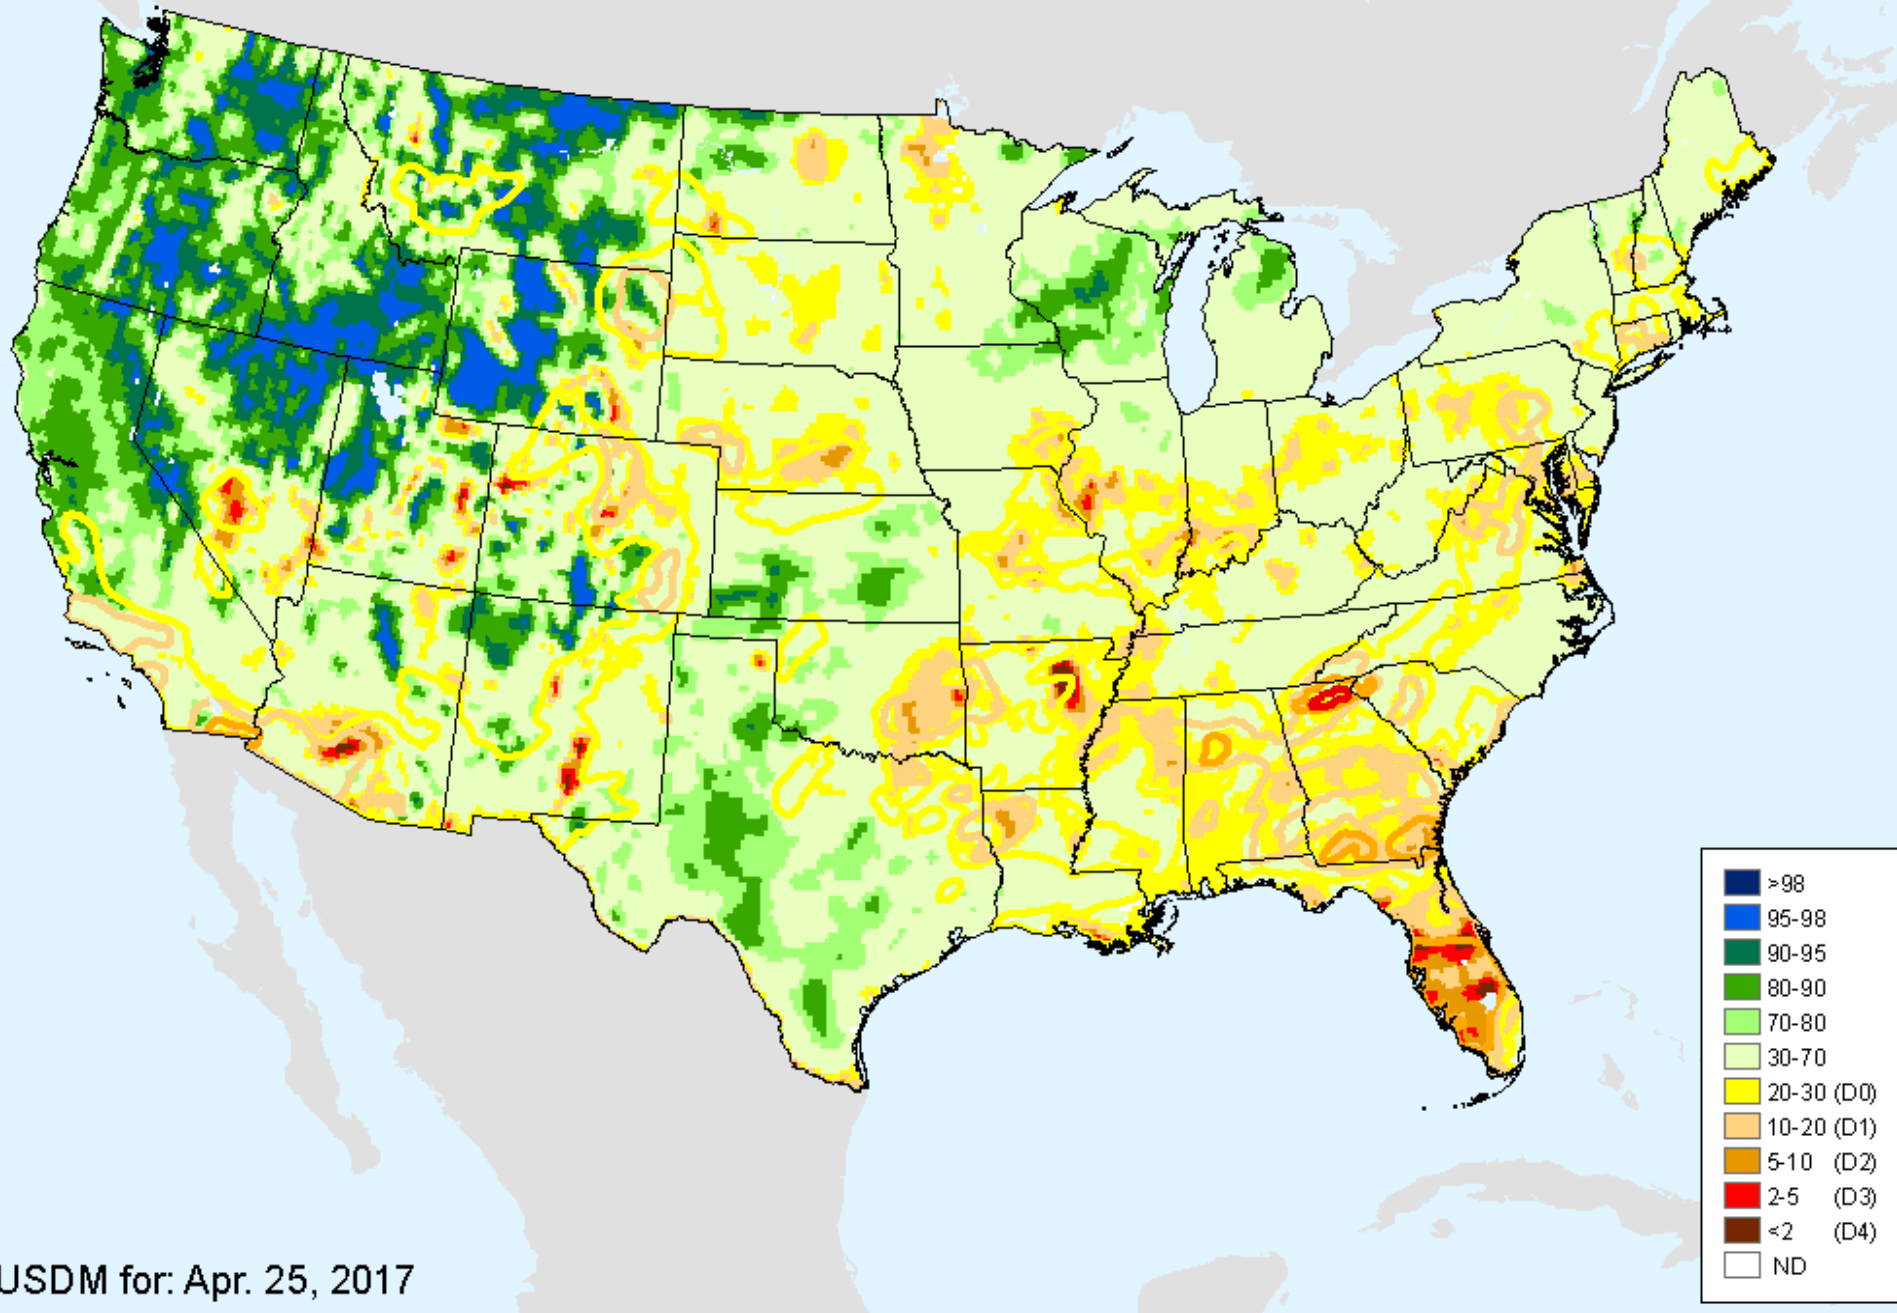 >98
95-98
90-95
80-90
70-80
30-70
20-30 (D0)
10-20 (D1)
5-10 (D2)
2-5 (D3)
<2 (D4)
ND
USDM for: Apr. 25, 2017